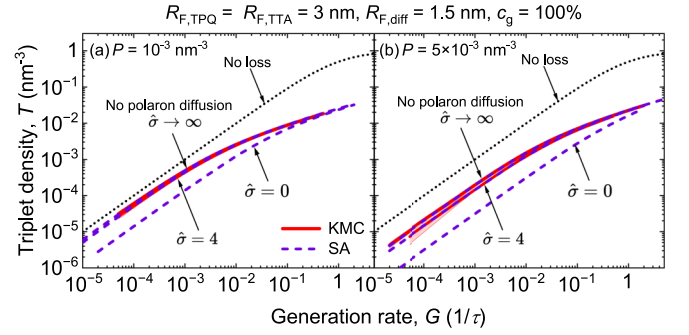 R_F,TPQ = R_F,TTA = 3 nm, R_F,diff = 1.5 nm, c_g = 100%
(a) P = 10⁻³ nm⁻³
(b) P = 5×10⁻³ nm⁻³
Triplet density, T (nm⁻³)
1
10⁻¹
10⁻²
10⁻³
10⁻⁴
10⁻⁵
10⁻⁶
No loss
No polaron diffusion
σ̂ → ∞
σ̂ = 0
σ̂ = 4
KMC
SA
No loss
No polaron diffusion
σ̂ → ∞
σ̂ = 0
σ̂ = 4
10⁻⁵ 10⁻⁴ 10⁻³ 10⁻² 10⁻¹ 1 10⁻⁵ 10⁻⁴ 10⁻³ 10⁻² 10⁻¹ 1
Generation rate, G (1/τ)